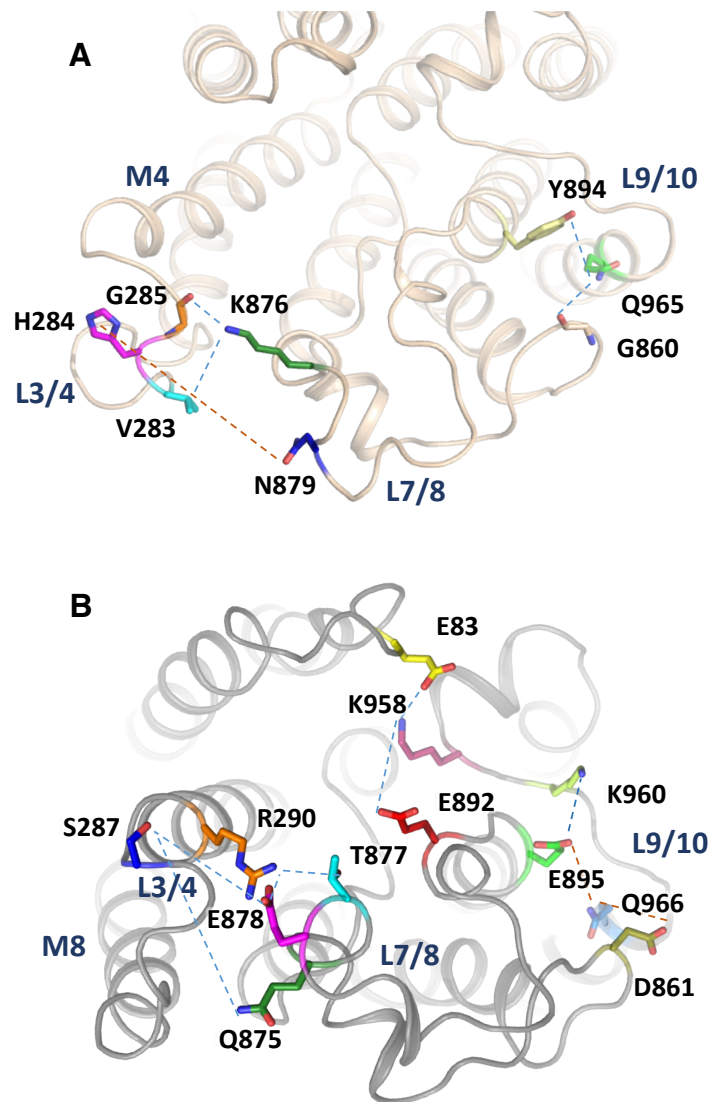 A
M4
L9/10
Y894
G285
K876
H284
Q965
G860
L3/4
V283
N879
L7/8
B
E83
K958
K960
S287
R290
E892
T877
L9/10
L3/4
E895
E878
Q966
M8
L7/8
D861
Q875